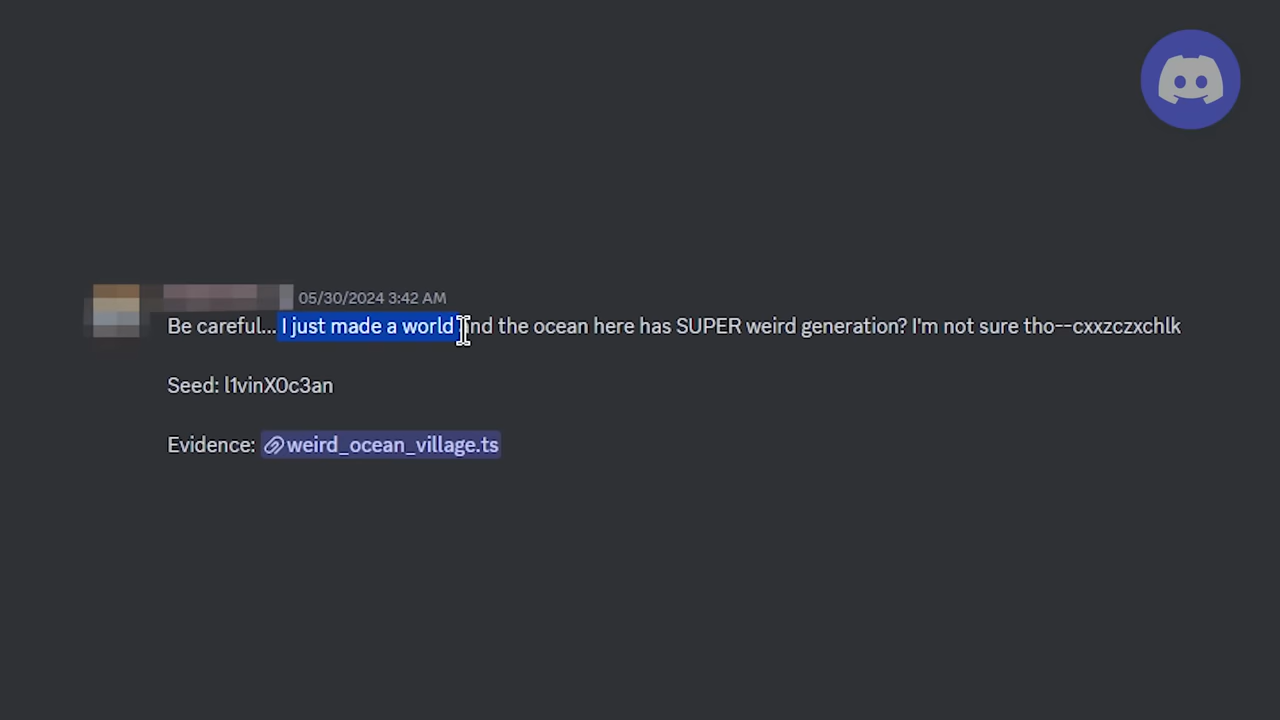 05/30/2024 3:42 AM
Be careful... I just made a world and the ocean here has SUPER weird generation? I'm not sure tho--cxxzczxchlk
Seed: l1vinX0c3an
Evidence: weird_ocean_village.ts